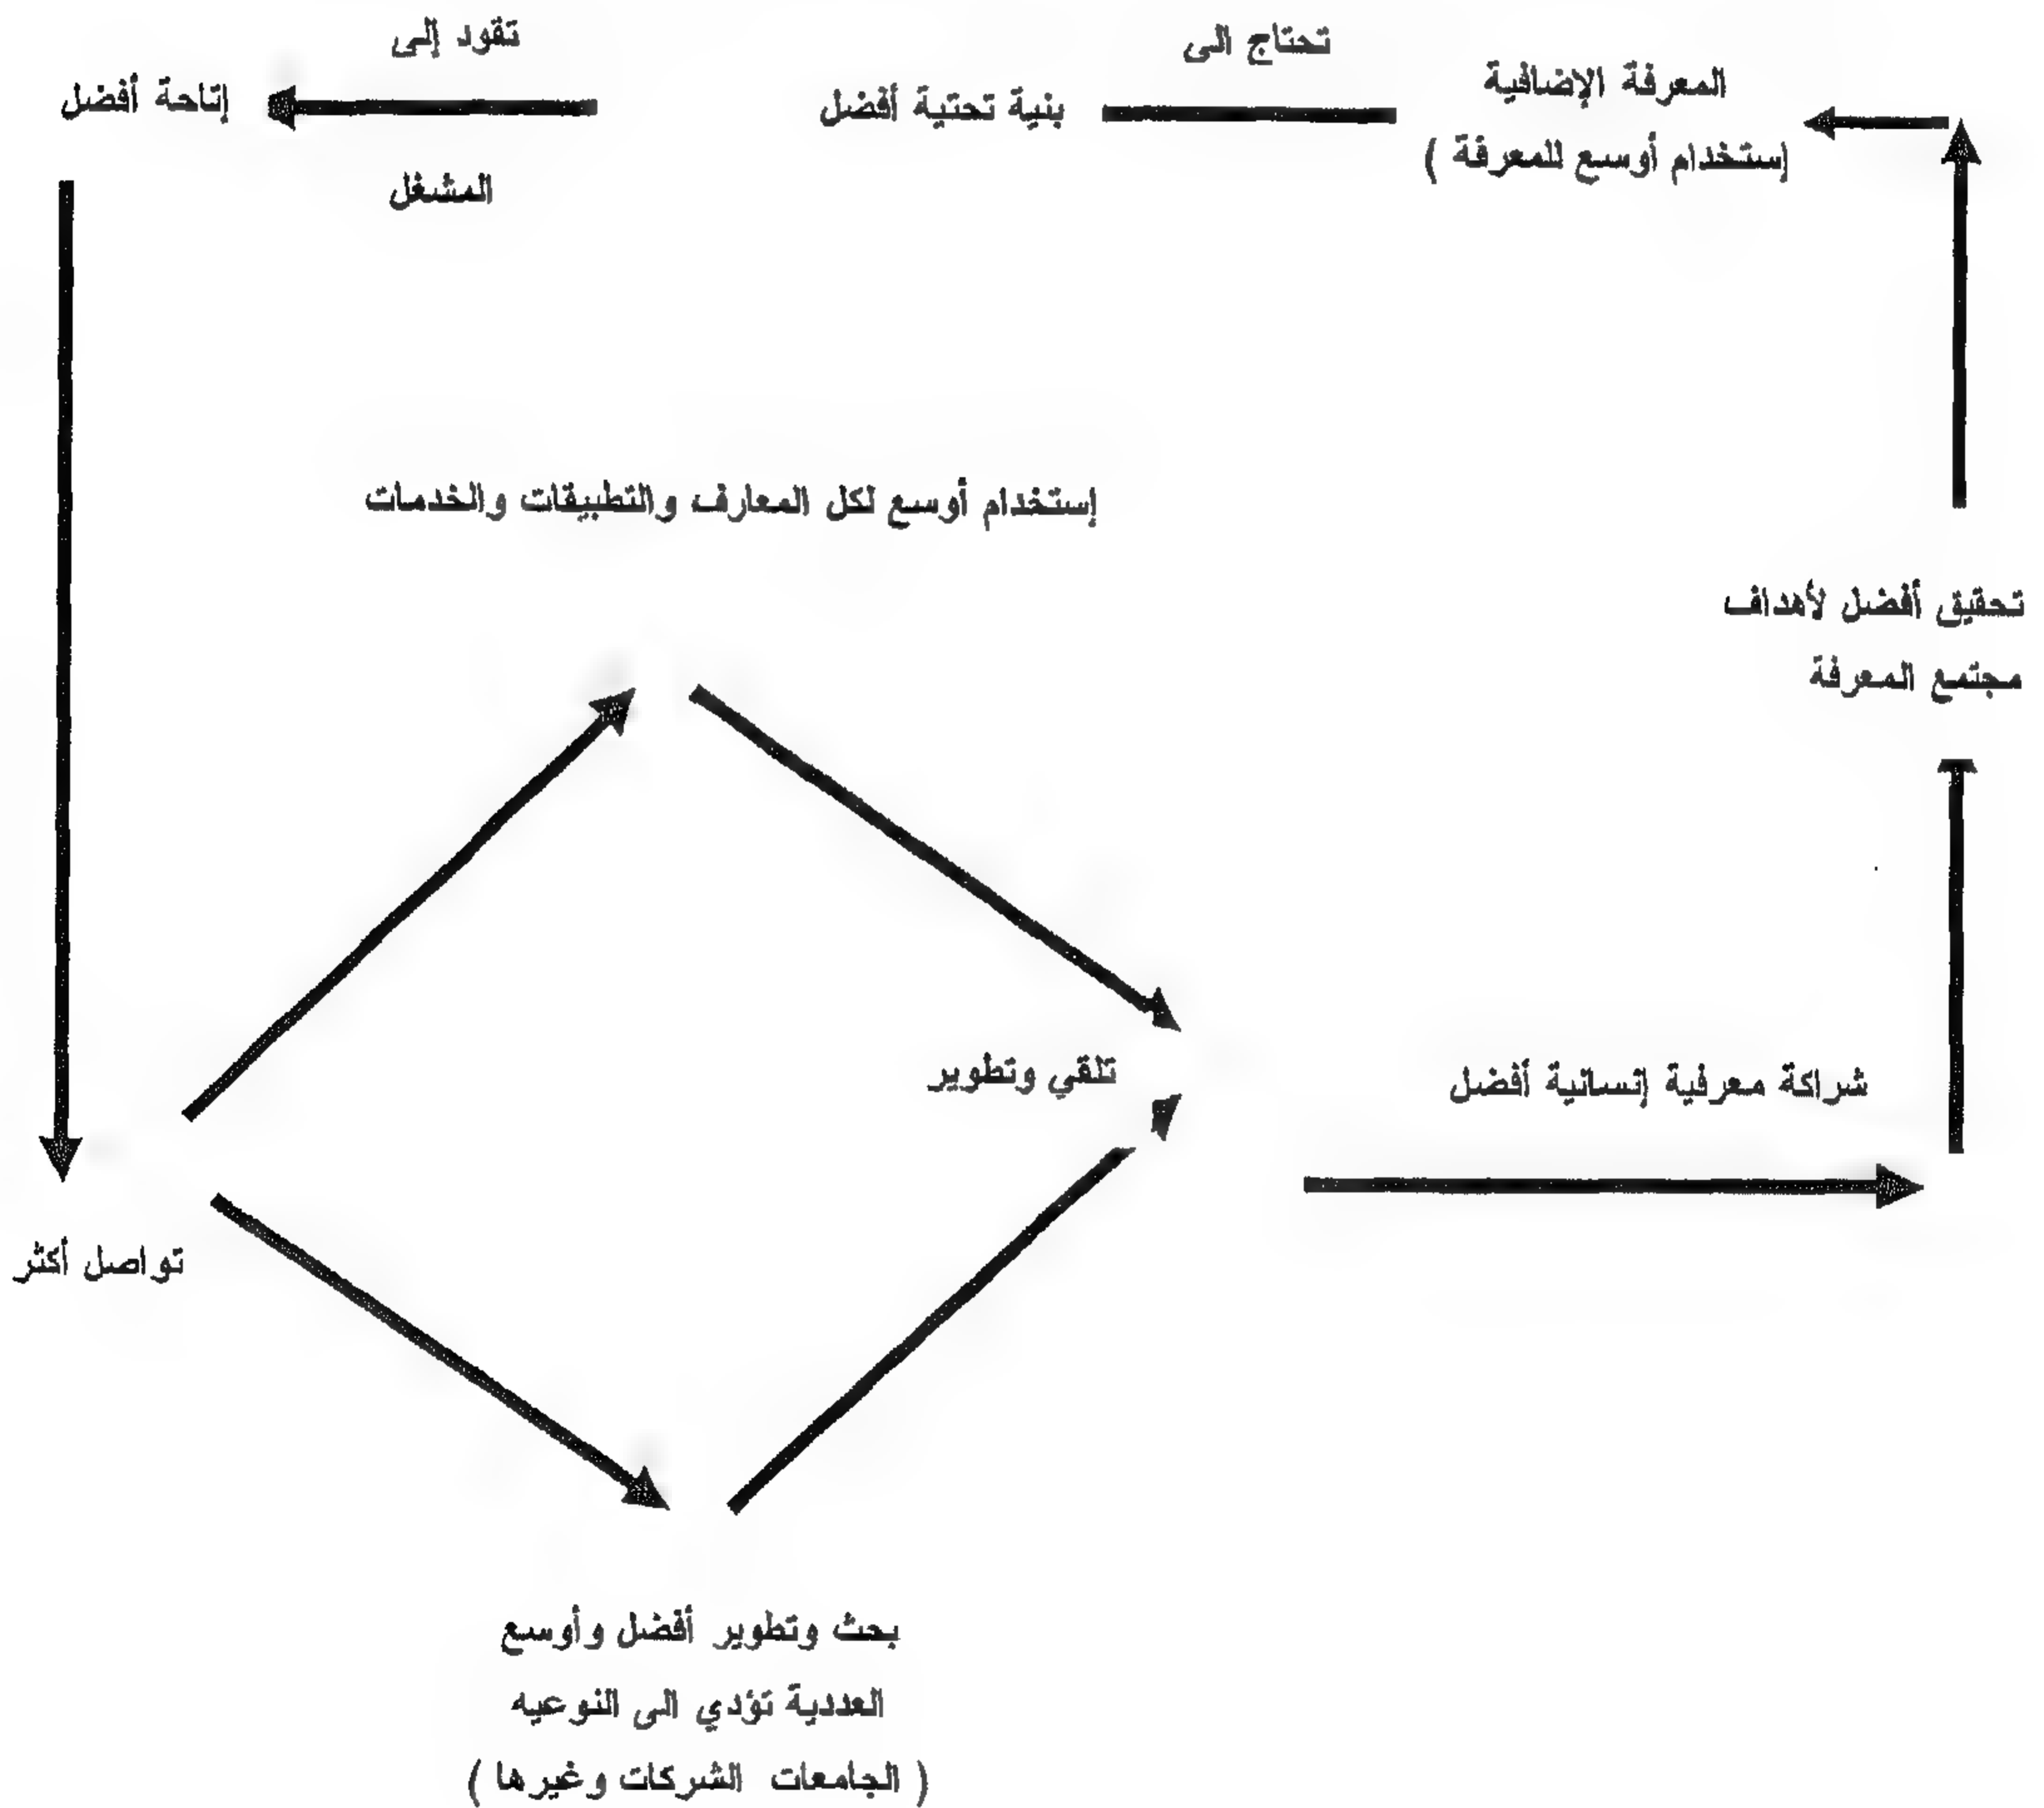 تحتاج الى
تقود إلى
المعرفة الإضافية
(إستخدام أوسع للمعرفة )
بنية تحتية أفضل
إتاحة أفضل
المشغل
إستخدام أوسع لكل المعارف والتطبيقات والخدمات
تحقيق أفضل لأهداف
مجتمع المعرفة
شراكة معرفية إنسانية أفضل
تلقي وتطوير
تواصل أكثر
بحث وتطوير أفضل وأوسع
العددية تؤدي الى النوعيه
( الجامعات الشركات وغيرها )